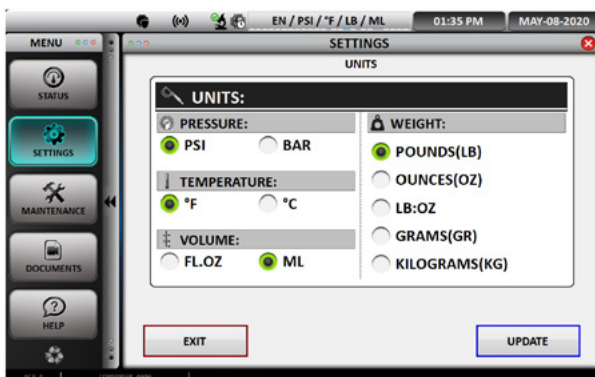 EN / PSI / °F / LB / ML
01:35 PM
MAY-08-2020
MENU
SETTINGS
UNITS
STATUS
SETTINGS
MAINTENANCE
DOCUMENTS
HELP
UNITS:
PRESSURE:
PSI
BAR
TEMPERATURE:
°F
°C
VOLUME:
FL.OZ
ML
WEIGHT:
POUNDS(LB)
OUNCES(OZ)
LB:OZ
GRAMS(GR)
KILOGRAMS(KG)
EXIT
UPDATE